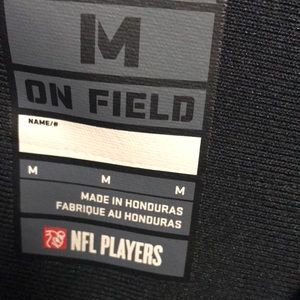 M
ON FIELD
NAME/#
M M M
MADE IN HONDURAS
FABRIQUE AU HONDURAS
NFL PLAYERS